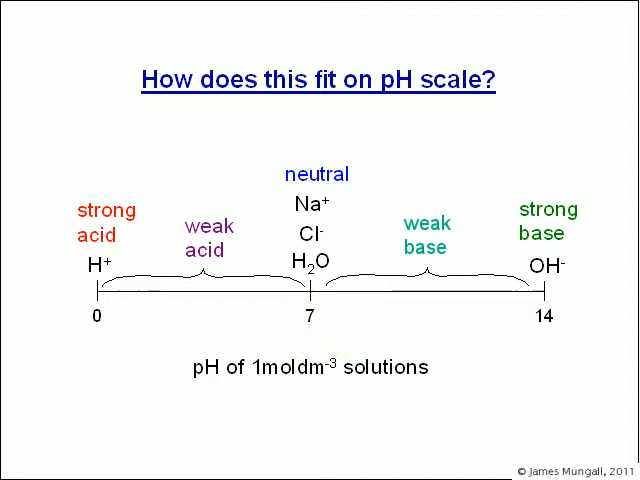 How does this fit on pH scale?
neutral
Na⁺
Cl⁻
H₂O
strong
acid
H⁺
weak
acid
weak
base
strong
base
OH⁻
0
7
14
pH of 1moldm⁻³ solutions
© James Mungall, 2011